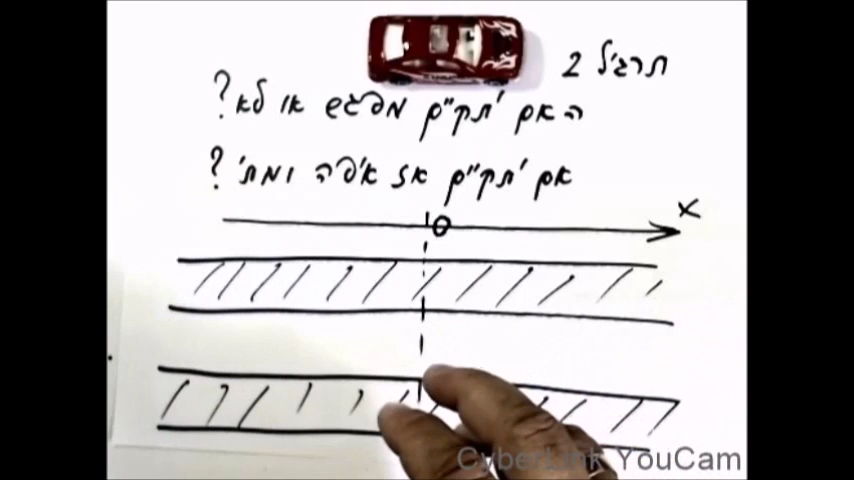 תרגיל 2
האם יתקיים מפגש או לא?
אם יתקיים אז איפה ומתי?
x
0
CyberLink YouCam